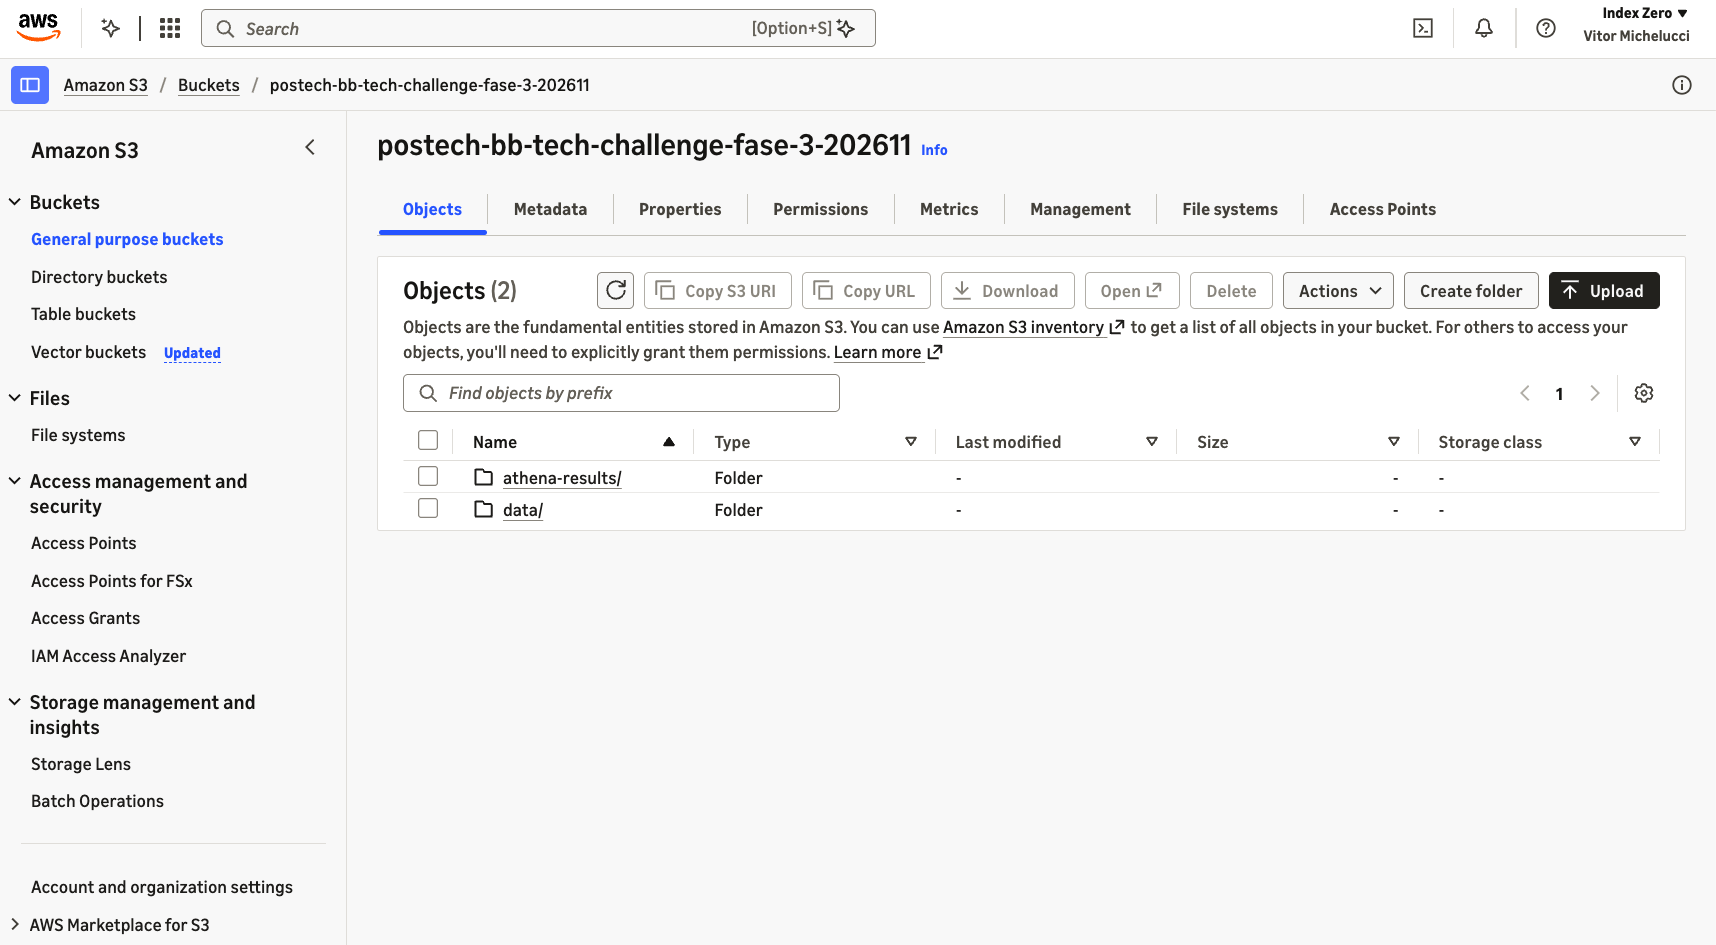 aws
Search
[Option+S]
Index Zero
Vitor Michelucci
Amazon S3 / Buckets / postech-bb-tech-challenge-fase-3-202611
Amazon S3
Buckets
General purpose buckets
Directory buckets
Table buckets
Vector buckets Updated
Files
File systems
Access management and
security
Access Points
Access Points for FSx
Access Grants
IAM Access Analyzer
Storage management and
insights
Storage Lens
Batch Operations
Account and organization settings
AWS Marketplace for S3
postech-bb-tech-challenge-fase-3-202611 Info
Objects Metadata Properties Permissions Metrics Management File systems Access Points
Objects (2) Copy S3 URI Copy URL Download Open Delete Actions Create folder Upload
Objects are the fundamental entities stored in Amazon S3. You can use Amazon S3 inventory to get a list of all objects in your bucket. For others to access your
objects, you'll need to explicitly grant them permissions. Learn more
Find objects by prefix
1
Name Type Last modified Size Storage class
athena-results/ Folder - - -
data/ Folder - - -